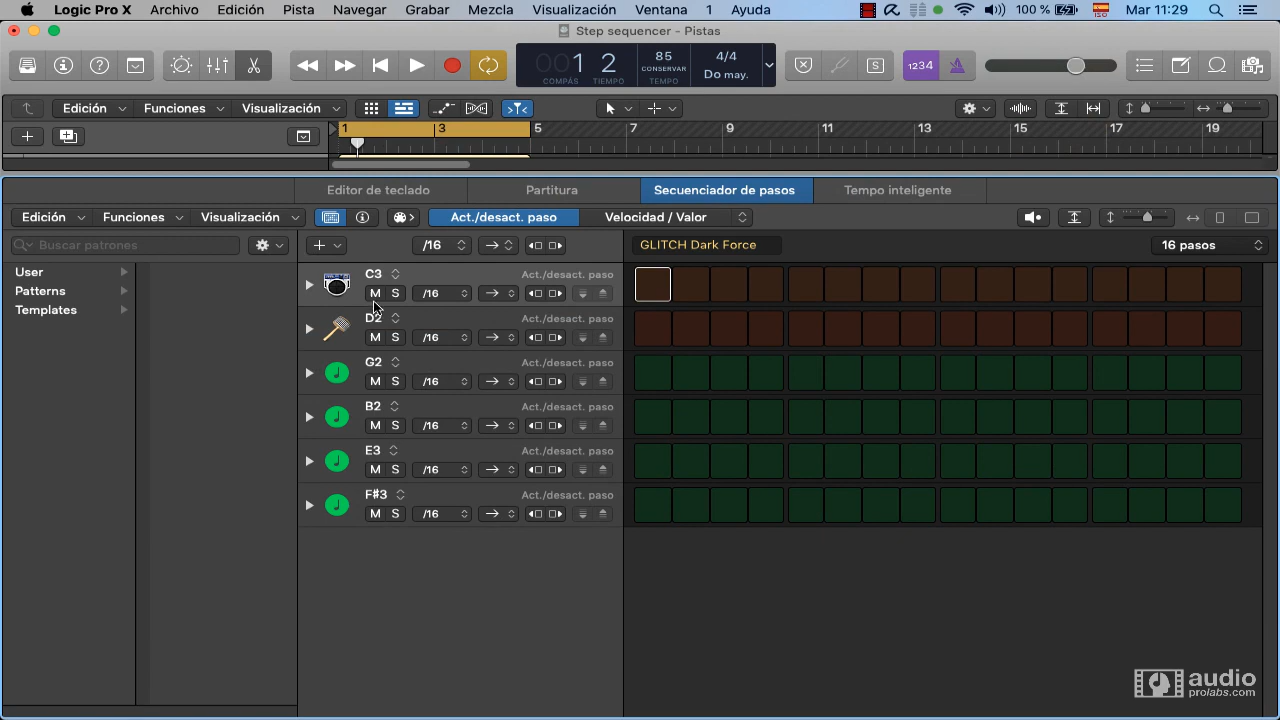 Logic Pro X Archivo Edición Pista Navegar Grabar Mezcla Visualización Ventana 1 Ayuda 100 % ISO Mar 11:29
Step sequencer - Pistas
001 2 85 4/4
CONSERVAR Do may.
COMPÁS TIEMPO TEMPO
S 1234
Edición Funciones Visualización
1 3 5 7 9 11 13 15 17 19
Editor de teclado Partitura Secuenciador de pasos Tempo inteligente
Edición Funciones Visualización Act./desact. paso Velocidad / Valor
Buscar patrones /16 GLITCH Dark Force 16 pasos
User
Patterns
Templates
C3 Act./desact. paso
M S /16
D2 Act./desact. paso
M S /16
G2 Act./desact. paso
M S /16
B2 Act./desact. paso
M S /16
E3 Act./desact. paso
M S /16
F#3 Act./desact. paso
M S /16
audio
prolabs.com